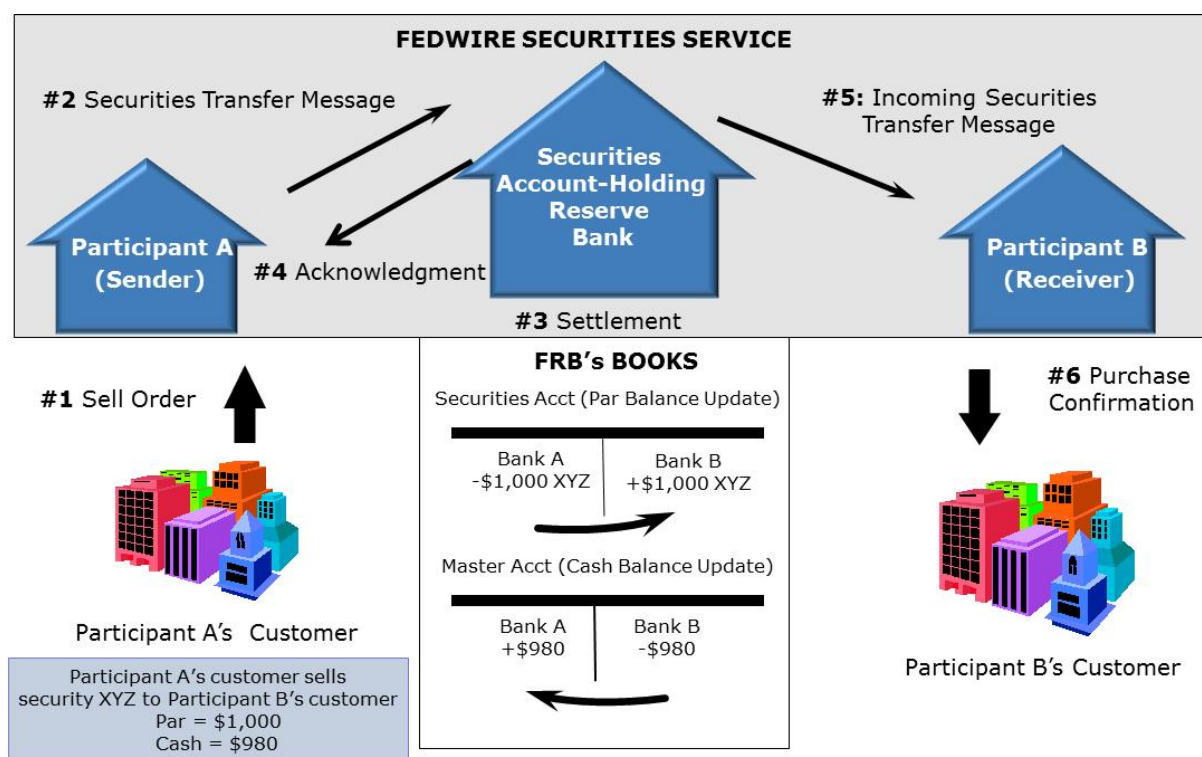 FEDWIRE SECURITIES SERVICE
#2 Securities Transfer Message
#5: Incoming Securities
Transfer Message
Securities
Account-Holding
Reserve
Bank
Participant A
(Sender)
Participant B
(Receiver)
#4 Acknowledgment
#3 Settlement
#1 Sell Order
FRB's BOOKS
Securities Acct (Par Balance Update)
Bank A
-$1,000 XYZ
Bank B
+$1,000 XYZ
Master Acct (Cash Balance Update)
Bank A
+$980
Bank B
-$980
#6 Purchase
Confirmation
Participant A's Customer
Participant A's customer sells
security XYZ to Participant B's customer
Par = $1,000
Cash = $980
Participant B's Customer